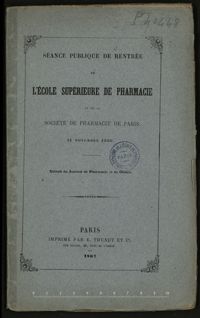 SÉANCE PUBLIQUE DE RENTRÉE
DE
L'ÉCOLE SUPÉRIEURE DE PHARMACIE
ET DE LA
SOCIÉTÉ DE PHARMACIE DE PARIS
NOVEMBRE
Extrait du Journal de Pharmacie et de Chimie.
PARIS
IMPRIMÉ PAR E. THUNOT ET Cⁱᵉ,
1867